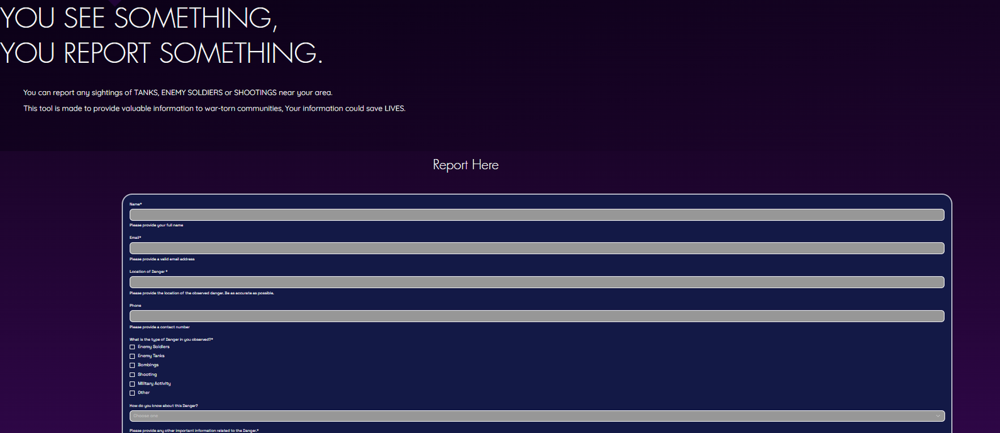 YOU SEE SOMETHING,
YOU REPORT SOMETHING.
You can report any sightings of TANKS, ENEMY SOLDIERS or SHOOTINGS near your area.
This tool is made to provide valuable information to war-torn communities, Your information could save LIVES.
Report Here
Name*
Please provide your full name
Email*
Please provide a valid email address
Location of Danger *
Please provide the location of the observed danger. Be as accurate as possible.
Phone
Please provide a contact number
What is the type of Danger in you observed?*
Enemy Soldiers
Enemy Tanks
Bombings
Shooting
Military Activity
Other
How do you know about this Danger?
Choose one
Please provide any other important information related to the Danger.*